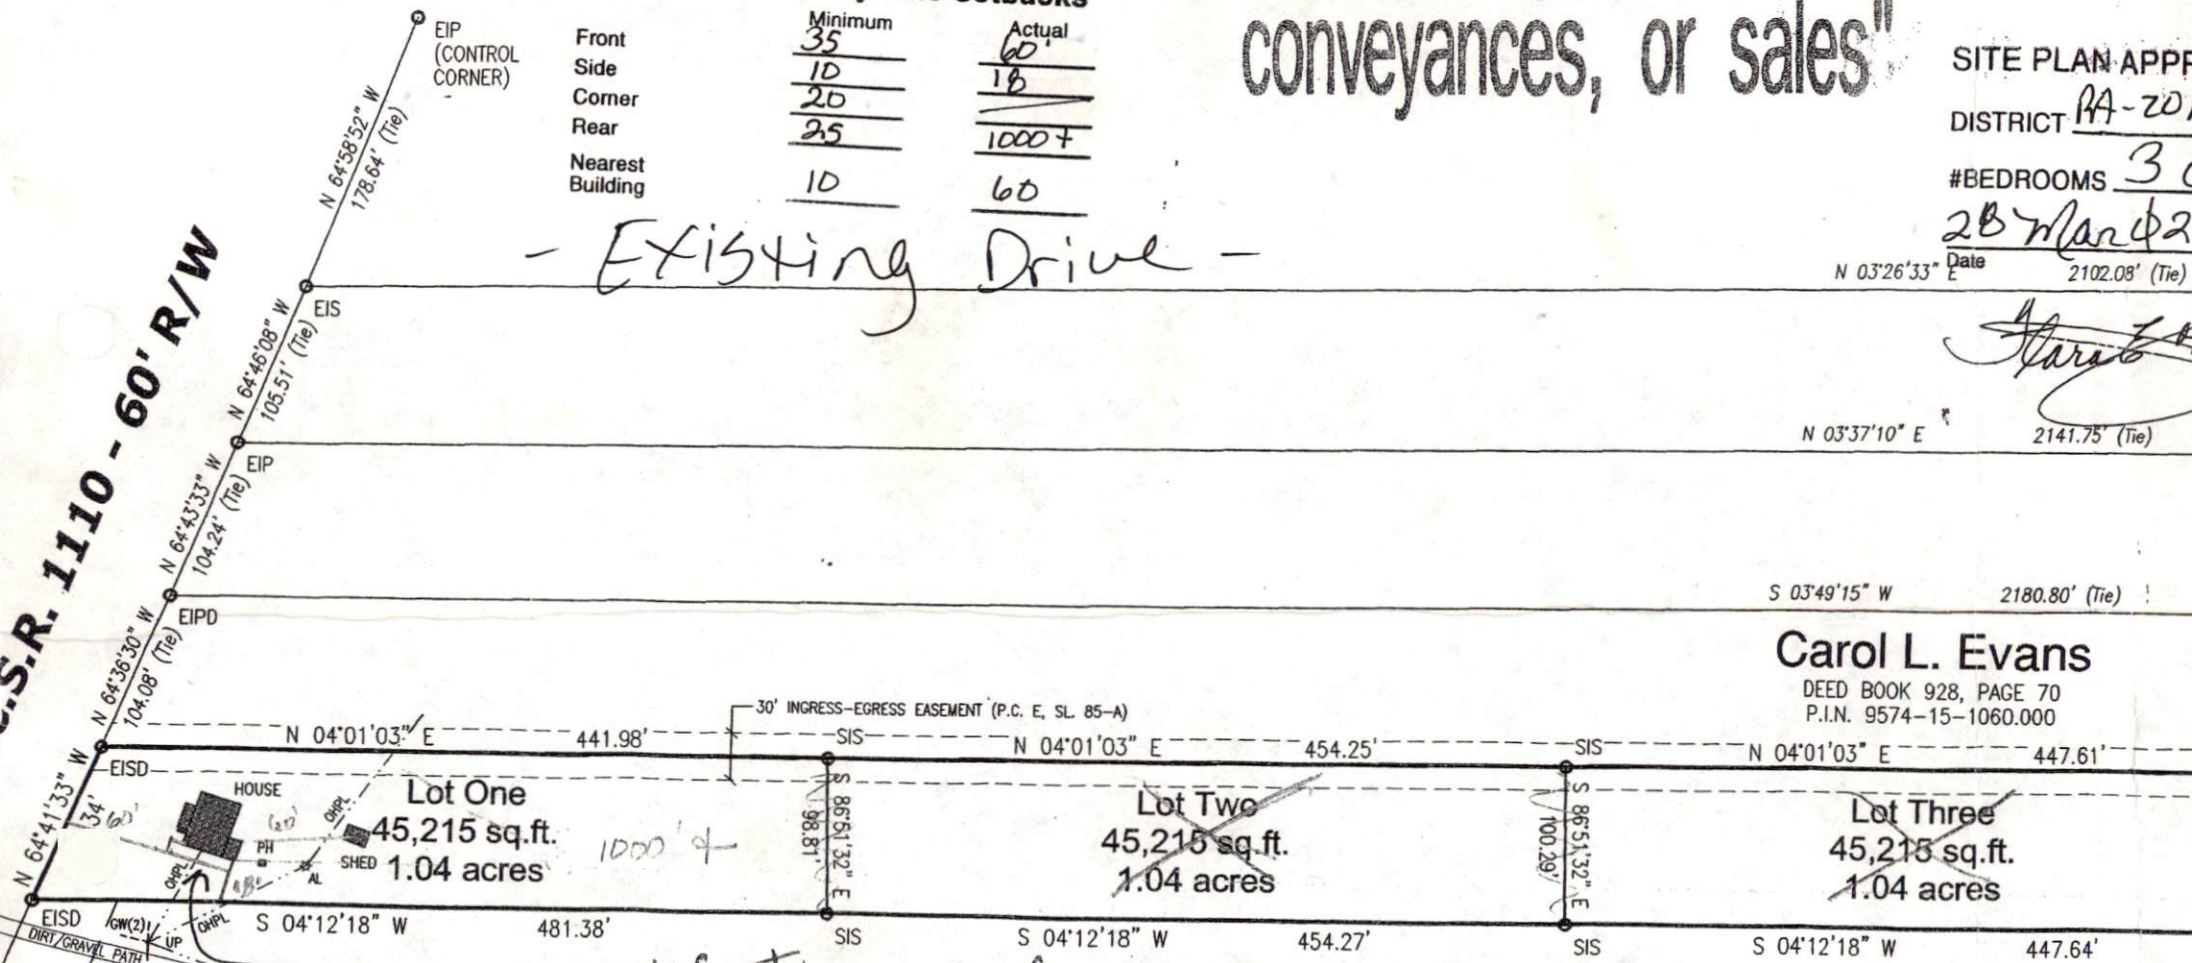 conveyances, or sales"
Minimum Actual
Front 35 60'
Side 10 18
Corner 20
Rear 25 1000+
Nearest
Building 10 60
EIP
(CONTROL
CORNER)
SITE PLAN
DISTRICT RA-20
#BEDROOMS 3
28 Mar
Date
- Existing Drive -
N 64°58'52" W
178.64' (Tie)
N 03°26'33" E 2102.08' (Tie)
EIS
N 64°46'08" W
105.51' (Tie)
S.R. 1110 - 60' R/W
N 03°37'10" E 2141.75' (Tie)
EIP
N 64°43'33" W
104.24' (Tie)
S 03°49'15" W 2180.80' (Tie)
EIPD
N 64°36'30" W
104.08' (Tie)
Carol L. Evans
DEED BOOK 928, PAGE 70
P.I.N. 9574-15-1060.000
30' INGRESS-EGRESS EASEMENT (P.C. E, SL. 85-A)
N 04°01'03" E 441.98' SIS N 04°01'03" E 454.25' SIS N 04°01'03" E 447.61'
EISD
N 64°41'33" W
34'
60'
HOUSE
60'
OHPL
SHED
PH
AL
OHPL
18'
Lot One
45,215 sq.ft.
1.04 acres
1000'+
S 86°51'32" E
98.81'
Lot Two
45,215 sq.ft.
1.04 acres
S 86°51'32" E
100.29'
Lot Three
45,215 sq.ft.
1.04 acres
EISD
GW(2)
UP
OHPL
DIRT/GRAVEL PATH
S 04°12'18" W 481.38' SIS S 04°12'18" W 454.27' SIS S 04°12'18" W 447.64'